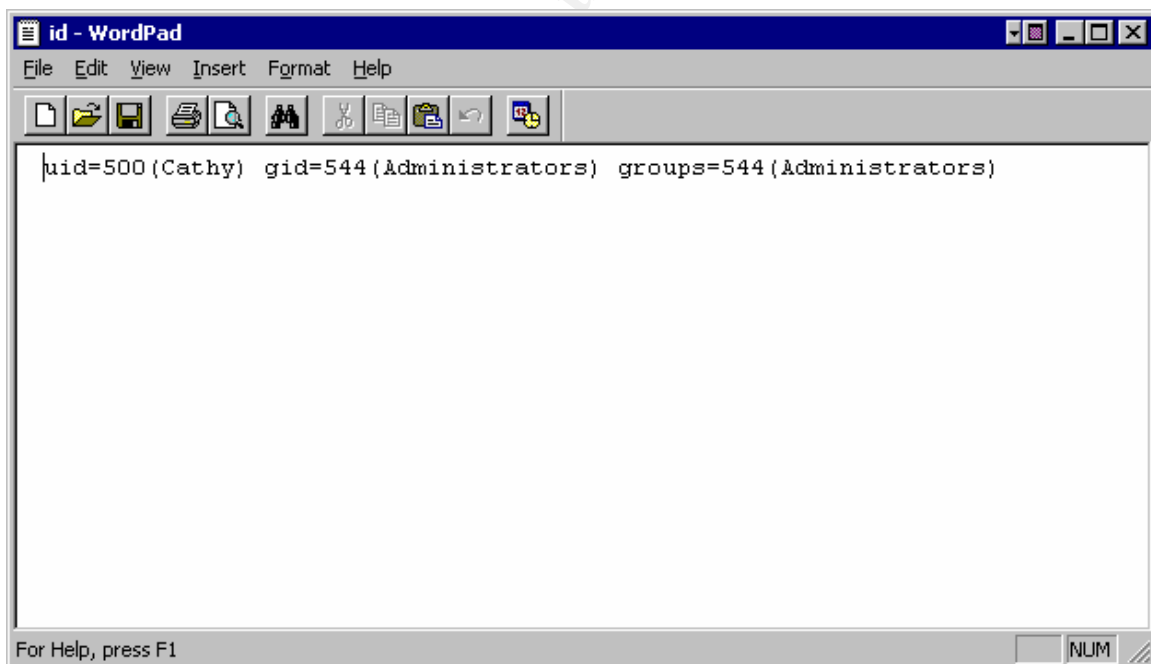 id - WordPad
File Edit View Insert Format Help
uid=500(Cathy) gid=544(Administrators) groups=544(Administrators)
For Help, press F1
NUM